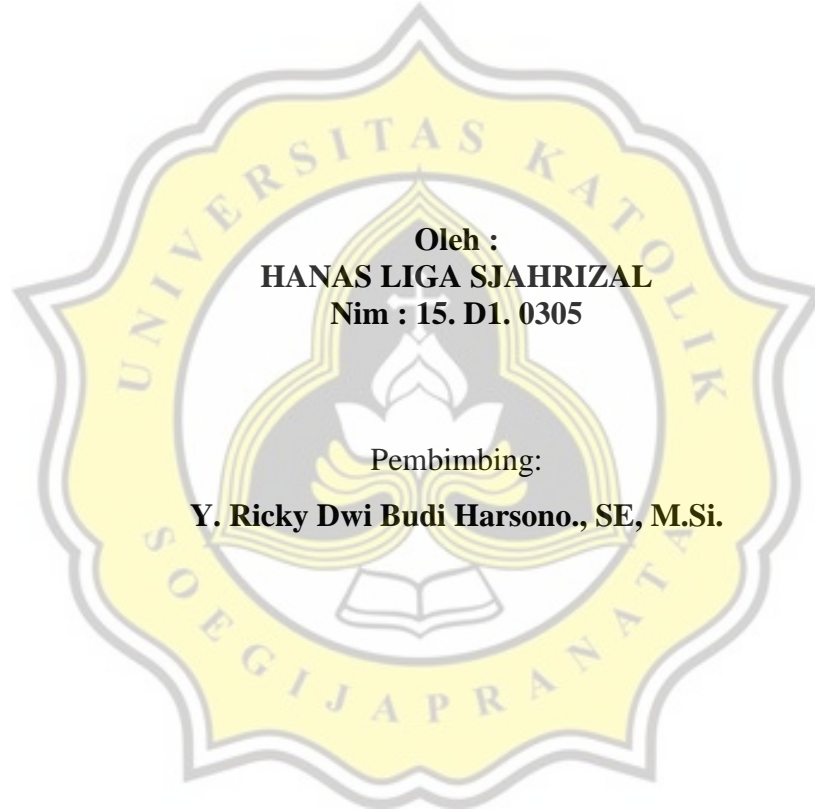 UNIVERSITAS KATOLIK
Oleh :
HANAS LIGA SJAHRIZAL
Nim : 15. D1. 0305
Pembimbing:
Y. Ricky Dwi Budi Harsono., SE, M.Si.
SOEGIJAPRANATA